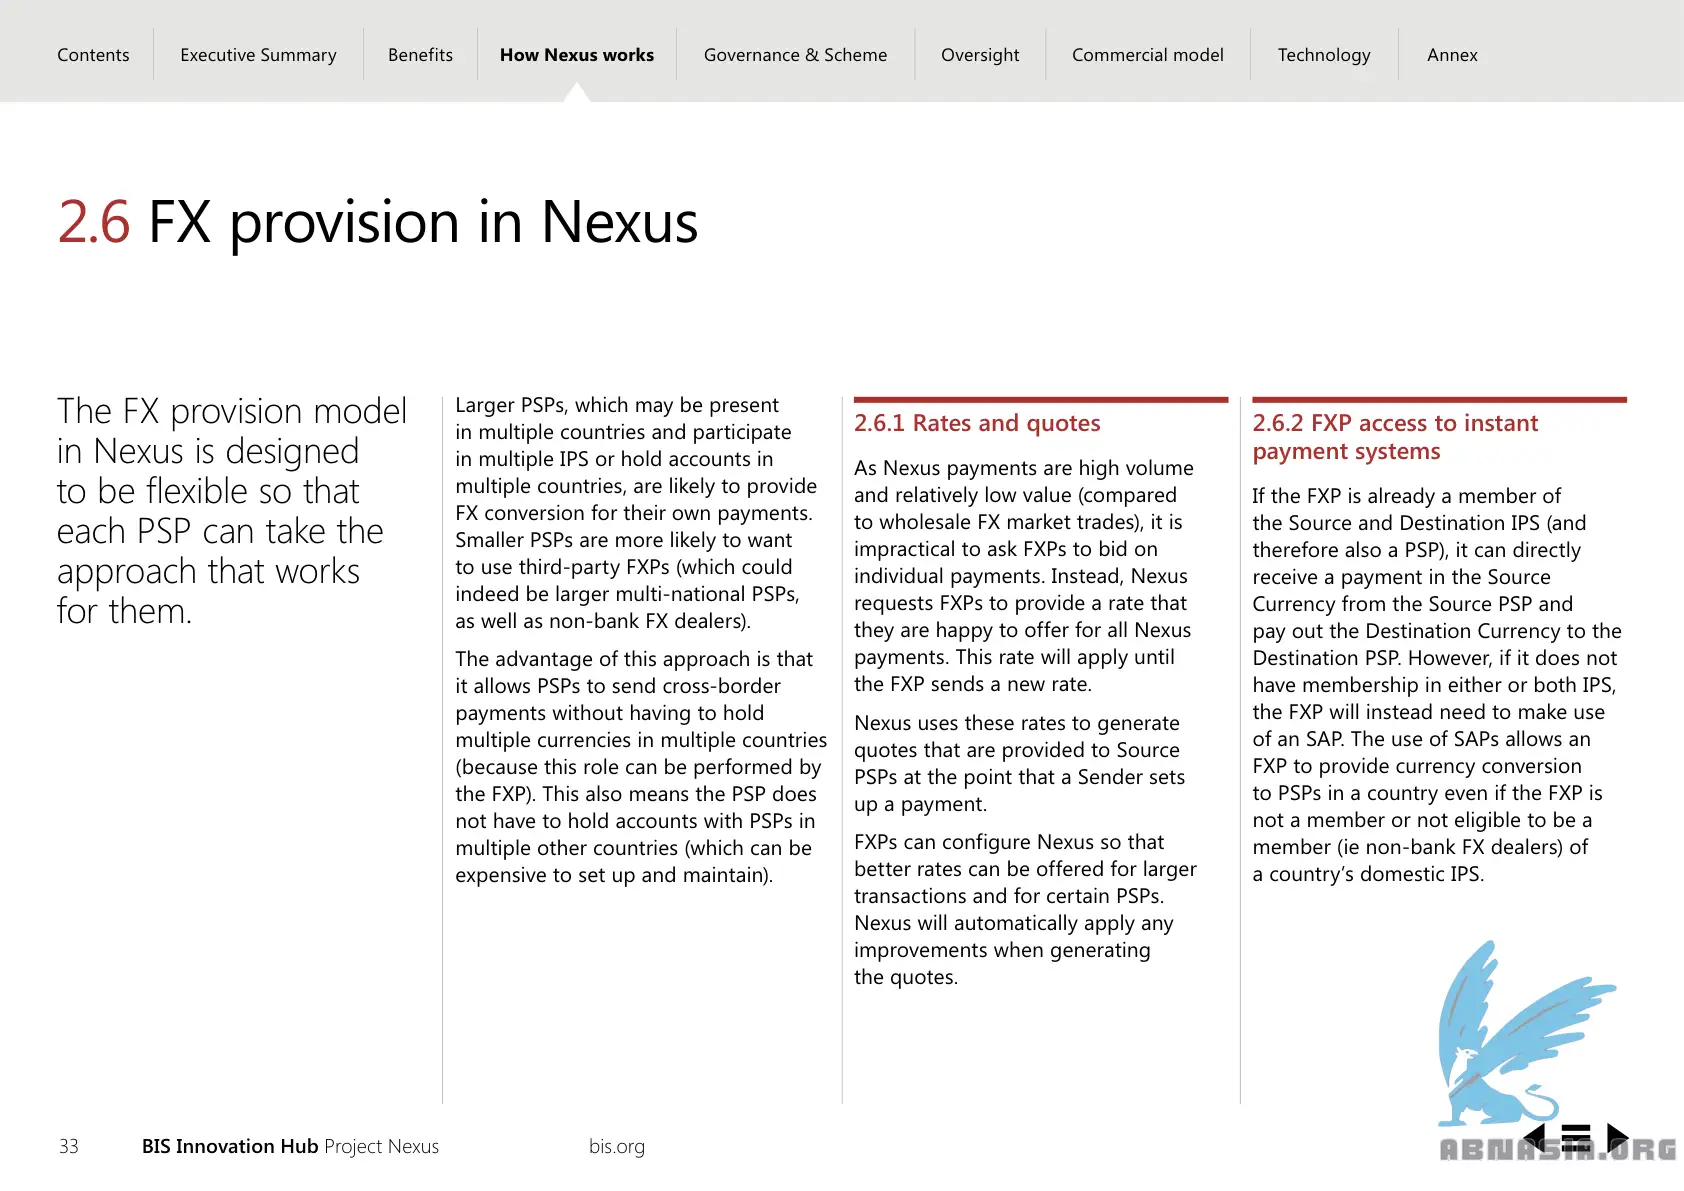 Contents
Executive Summary
Benefits
How Nexus works
Governance & Scheme
Oversight
Commercial model
Technology
Annex
2.6 FX provision in Nexus
The FX provision model
in Nexus is designed
to be flexible so that
each PSP can take the
approach that works
for them.
Larger PSPs, which may be present
in multiple countries and participate
in multiple IPS or hold accounts in
multiple countries, are likely to provide
FX conversion for their own payments.
Smaller PSPs are more likely to want
to use third-party FXPs (which could
indeed be larger multi-national PSPs,
as well as non-bank FX dealers).
The advantage of this approach is that
it allows PSPs to send cross-border
payments without having to hold
multiple currencies in multiple countries
(because this role can be performed by
the FXP). This also means the PSP does
not have to hold accounts with PSPs in
multiple other countries (which can be
expensive to set up and maintain).
2.6.1 Rates and quotes
As Nexus payments are high volume
and relatively low value (compared
to wholesale FX market trades), it is
impractical to ask FXPs to bid on
individual payments. Instead, Nexus
requests FXPs to provide a rate that
they are happy to offer for all Nexus
payments. This rate will apply until
the FXP sends a new rate.
Nexus uses these rates to generate
quotes that are provided to Source
PSPs at the point that a Sender sets
up a payment.
FXPs can configure Nexus so that
better rates can be offered for larger
transactions and for certain PSPs.
Nexus will automatically apply any
improvements when generating
the quotes.
2.6.2 FXP access to instant
payment systems
If the FXP is already a member of
the Source and Destination IPS (and
therefore also a PSP), it can directly
receive a payment in the Source
Currency from the Source PSP and
pay out the Destination Currency to the
Destination PSP. However, if it does not
have membership in either or both IPS,
the FXP will instead need to make use
of an SAP. The use of SAPs allows an
FXP to provide currency conversion
to PSPs in a country even if the FXP is
not a member or not eligible to be a
member (ie non-bank FX dealers) of
a country’s domestic IPS.
33
BIS Innovation Hub Project Nexus
bis.org
ABNASIA.ORG